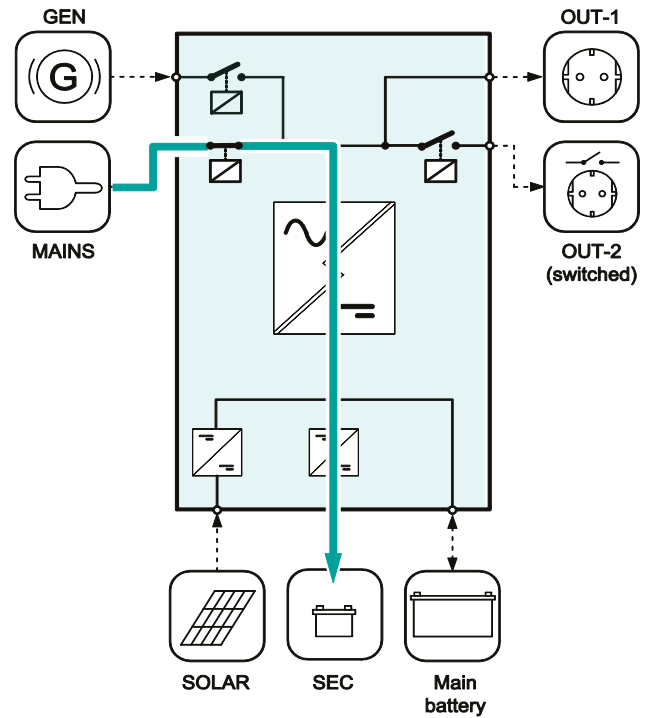 GEN
OUT-1
G
MAINS
OUT-2
(switched)
SOLAR
SEC
Main
battery